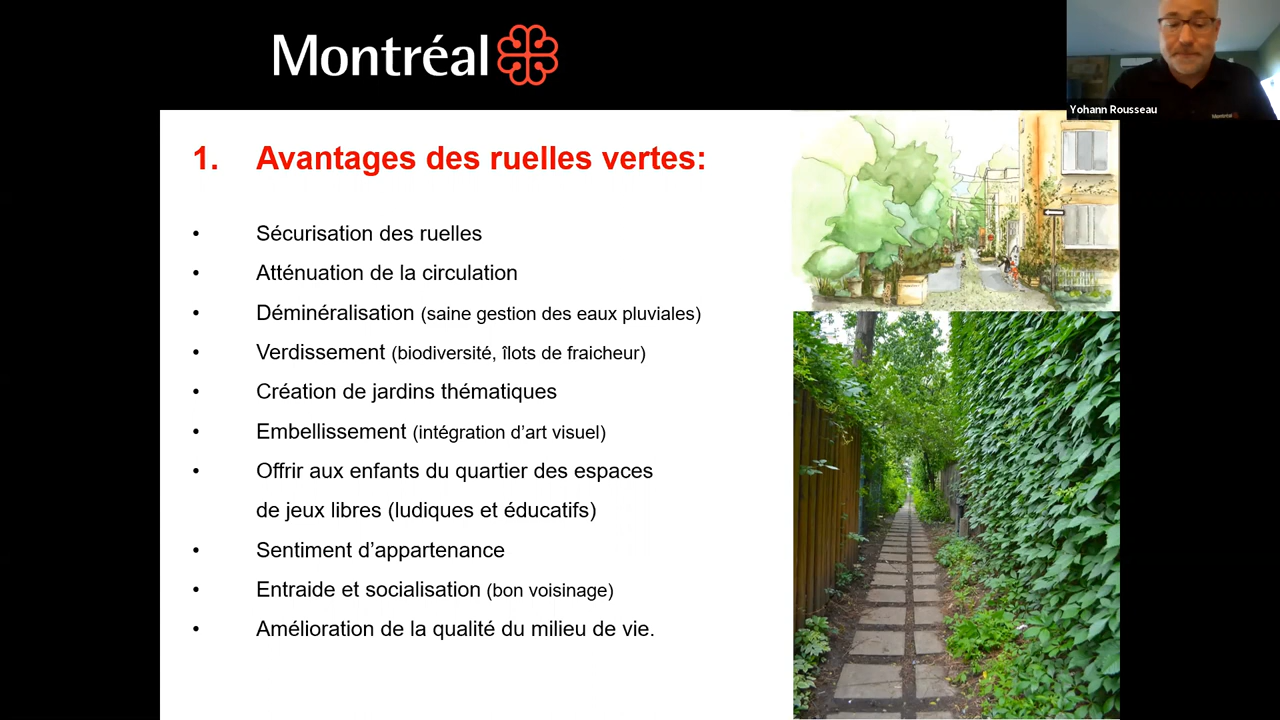 Montréal
Yohann Rousseau
Montréal
1. Avantages des ruelles vertes:
• Sécurisation des ruelles
• Atténuation de la circulation
• Déminéralisation (saine gestion des eaux pluviales)
• Verdissement (biodiversité, îlots de fraicheur)
• Création de jardins thématiques
• Embellissement (intégration d’art visuel)
• Offrir aux enfants du quartier des espaces
de jeux libres (ludiques et éducatifs)
• Sentiment d’appartenance
• Entraide et socialisation (bon voisinage)
• Amélioration de la qualité du milieu de vie.